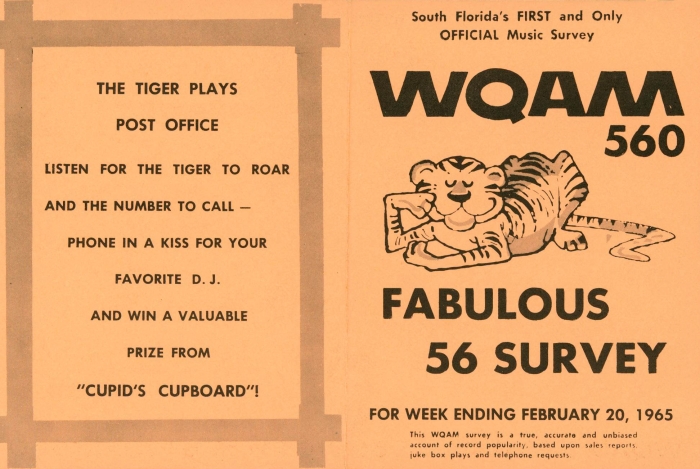 THE TIGER PLAYS
POST OFFICE
LISTEN FOR THE TIGER TO ROAR
AND THE NUMBER TO CALL —
PHONE IN A KISS FOR YOUR
FAVORITE D. J.
AND WIN A VALUABLE
PRIZE FROM
"CUPID'S CUPBOARD"!
South Florida's FIRST and Only
OFFICIAL Music Survey
WQAM
560
FABULOUS
56 SURVEY
FOR WEEK ENDING FEBRUARY 20, 1965
This WQAM survey is a true, accurate and unbiased
account of record popularity, based upon sales reports,
juke box plays and telephone requests.